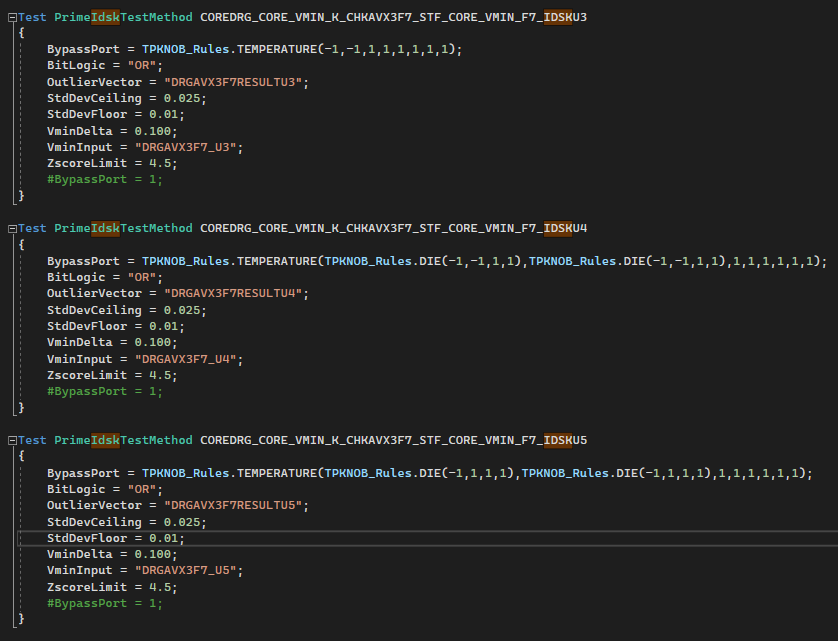 Test PrimeIdskTestMethod COREDRG_CORE_VMIN_K_CHKAVX3F7_STF_CORE_VMIN_F7_IDSKU3
{
BypassPort = TPKNOB_Rules.TEMPERATURE(-1,-1,1,1,1,1,1,1);
BitLogic = "OR";
OutlierVector = "DRGAVX3F7RESULTU3";
StdDevCeiling = 0.025;
StdDevFloor = 0.01;
VminDelta = 0.100;
VminInput = "DRGAVX3F7_U3";
ZscoreLimit = 4.5;
#BypassPort = 1;
}
Test PrimeIdskTestMethod COREDRG_CORE_VMIN_K_CHKAVX3F7_STF_CORE_VMIN_F7_IDSKU4
{
BypassPort = TPKNOB_Rules.TEMPERATURE(TPKNOB_Rules.DIE(-1,-1,1,1),TPKNOB_Rules.DIE(-1,-1,1,1),1,1,1,1,1,1);
BitLogic = "OR";
OutlierVector = "DRGAVX3F7RESULTU4";
StdDevCeiling = 0.025;
StdDevFloor = 0.01;
VminDelta = 0.100;
VminInput = "DRGAVX3F7_U4";
ZscoreLimit = 4.5;
#BypassPort = 1;
}
Test PrimeIdskTestMethod COREDRG_CORE_VMIN_K_CHKAVX3F7_STF_CORE_VMIN_F7_IDSKU5
{
BypassPort = TPKNOB_Rules.TEMPERATURE(TPKNOB_Rules.DIE(-1,1,1,1),TPKNOB_Rules.DIE(-1,1,1,1),1,1,1,1,1,1);
BitLogic = "OR";
OutlierVector = "DRGAVX3F7RESULTU5";
StdDevCeiling = 0.025;
StdDevFloor = 0.01;
VminDelta = 0.100;
VminInput = "DRGAVX3F7_U5";
ZscoreLimit = 4.5;
#BypassPort = 1;
}